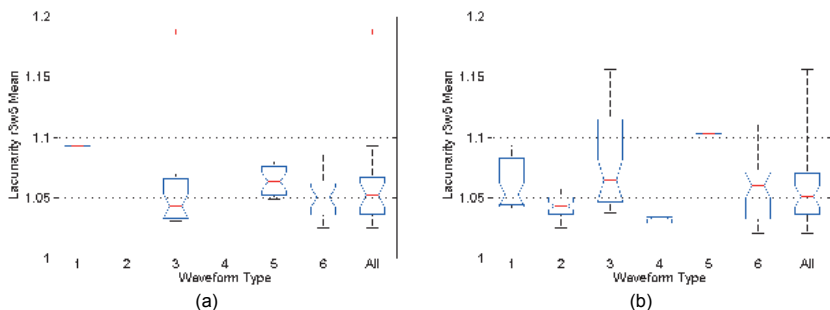 1.2
1.15
1.1
1.05
1
Lacunarity r3w5 Mean
1 2 3 4 5 6 All
Waveform Type
(a)
1.2
1.15
1.1
1.05
1
Lacunarity r3w5 Mean
1 2 3 4 5 6 All
Waveform Type
(b)